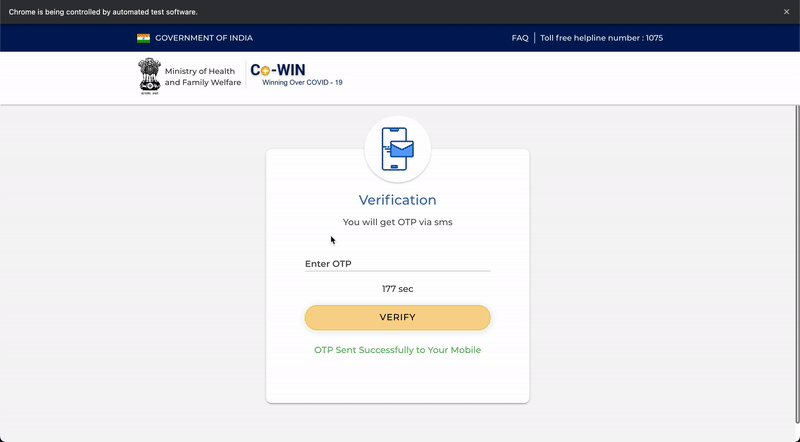 Chrome is being controlled by automated test software.
GOVERNMENT OF INDIA
FAQ
Toll free helpline number : 1075
Ministry of Health
and Family Welfare
Co-WIN
Winning Over COVID - 19
Verification
You will get OTP via sms
Enter OTP
177 sec
VERIFY
OTP Sent Successfully to Your Mobile